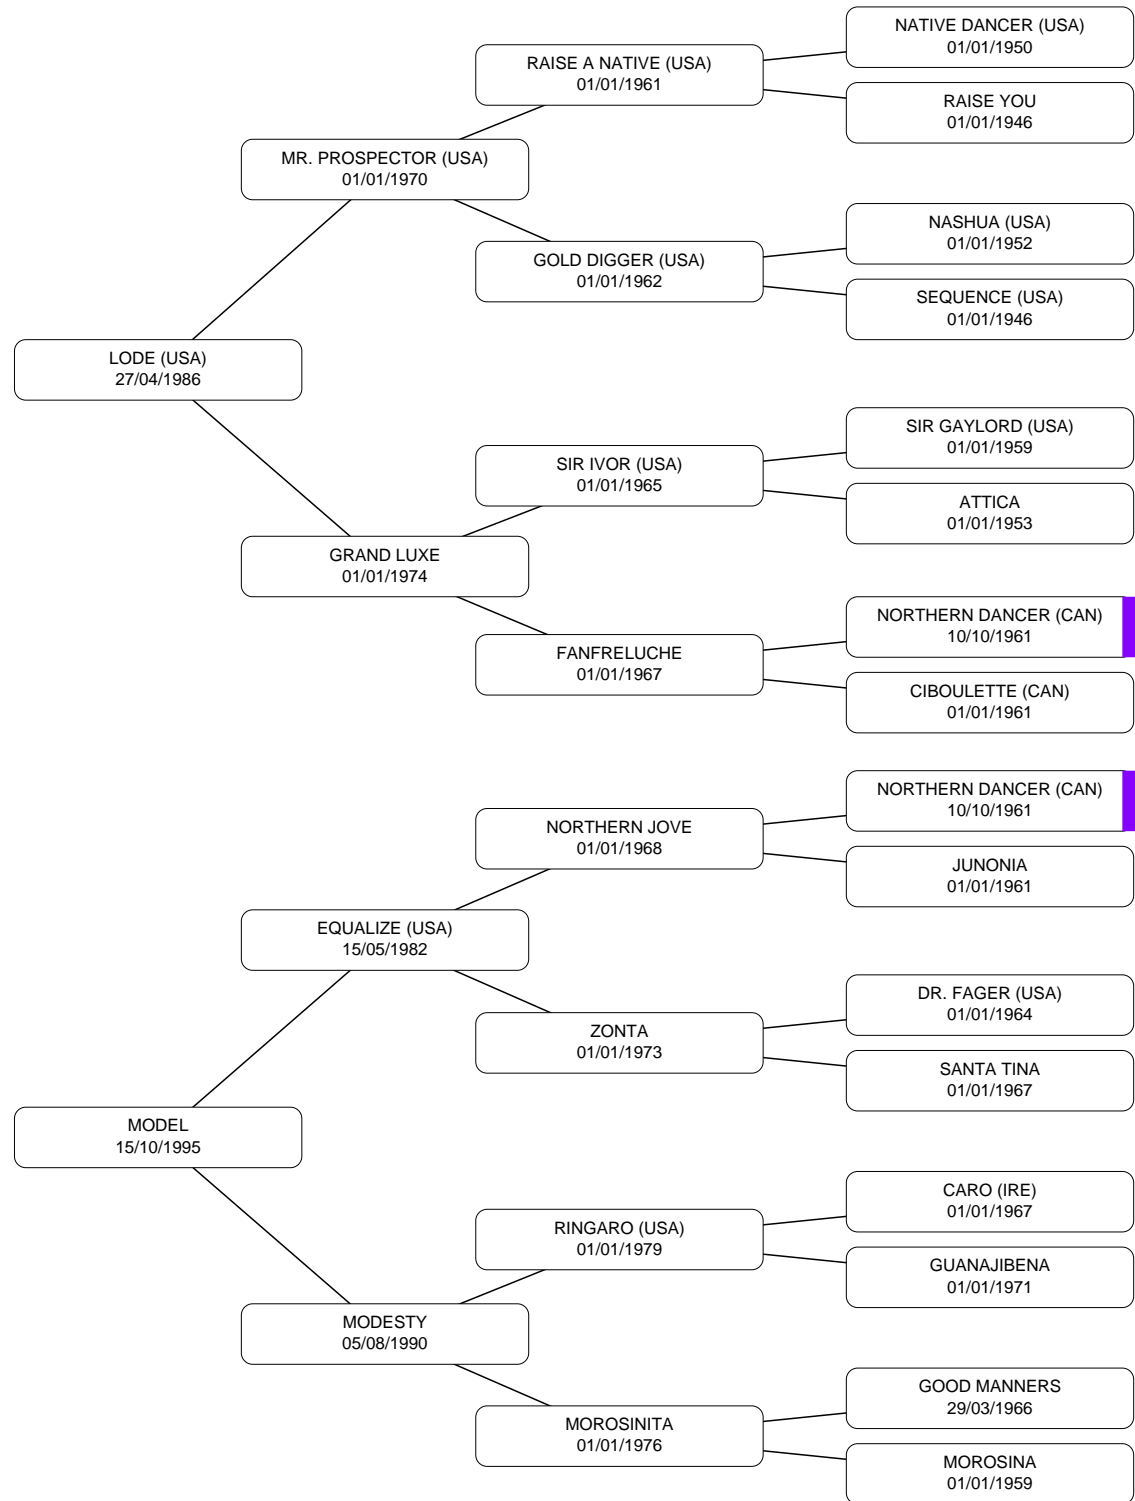 NATIVE DANCER (USA)
01/01/1950
RAISE A NATIVE (USA)
01/01/1961
RAISE YOU
01/01/1946
MR. PROSPECTOR (USA)
01/01/1970
NASHUA (USA)
01/01/1952
GOLD DIGGER (USA)
01/01/1962
SEQUENCE (USA)
01/01/1946
LODE (USA)
27/04/1986
SIR GAYLORD (USA)
01/01/1959
SIR IVOR (USA)
01/01/1965
ATTICA
01/01/1953
GRAND LUXE
01/01/1974
NORTHERN DANCER (CAN)
10/10/1961
FANFRELUCHE
01/01/1967
CIBOULETTE (CAN)
01/01/1961
NORTHERN DANCER (CAN)
10/10/1961
NORTHERN JOVE
01/01/1968
JUNONIA
01/01/1961
EQUALIZE (USA)
15/05/1982
DR. FAGER (USA)
01/01/1964
ZONTA
01/01/1973
SANTA TINA
01/01/1967
MODEL
15/10/1995
CARO (IRE)
01/01/1967
RINGARO (USA)
01/01/1979
GUANAJIBENA
01/01/1971
MODESTY
05/08/1990
GOOD MANNERS
29/03/1966
MOROSINITA
01/01/1976
MOROSINA
01/01/1959